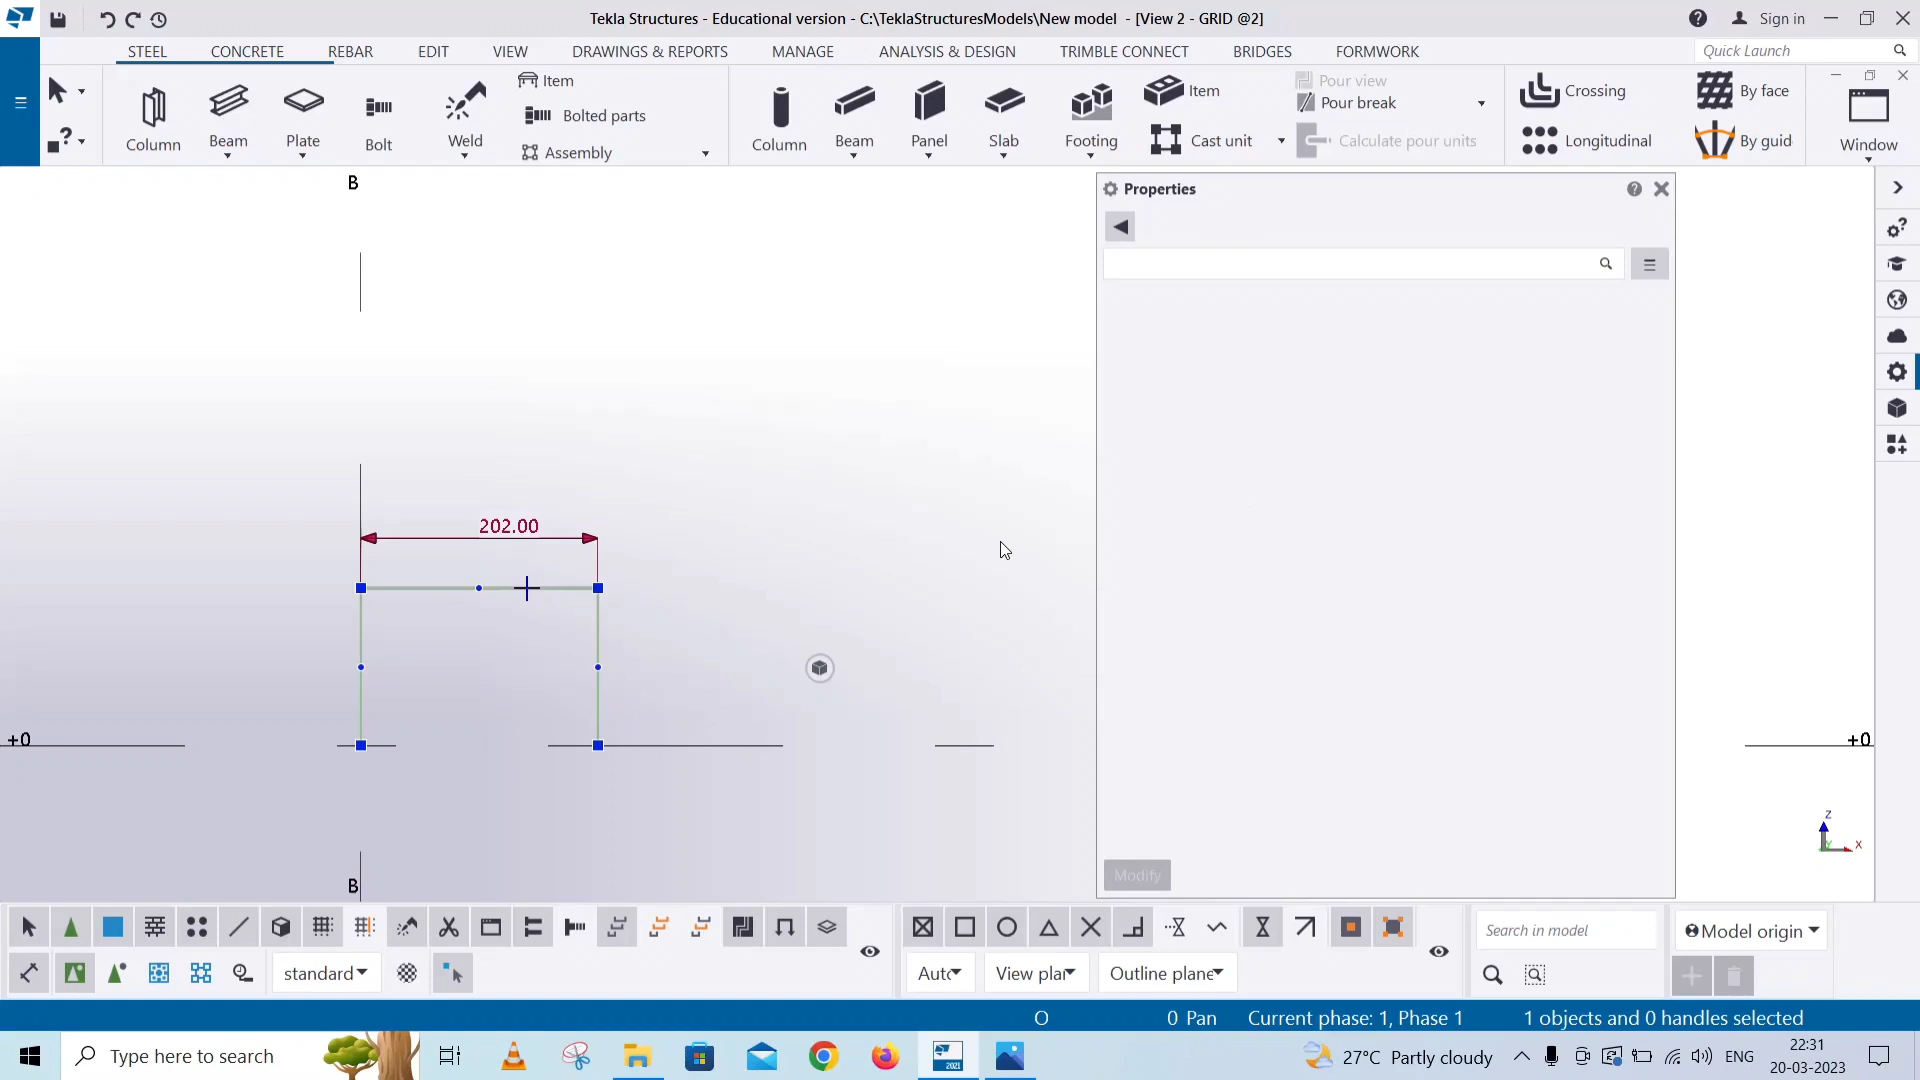 Tekla Structures - Educational version - C:\TeklaStructuresModels\New model - [View 2 - GRID @2]
Sign in
STEEL CONCRETE REBAR EDIT VIEW DRAWINGS & REPORTS MANAGE ANALYSIS & DESIGN TRIMBLE CONNECT BRIDGES FORMWORK
Quick Launch
Column
Beam
Plate
Bolt
Weld
Item
Bolted parts
Assembly
Column
Beam
Panel
Slab
Footing
Item
Cast unit
Pour view
Pour break
Calculate pour units
Crossing
Longitudinal
By face
By guid
Window
B
Properties
202.00
+0
+0
B
Modify
Z
X
Y
standard
Auto
View plar
Outline plane
Search in model
Model origin
O
0 Pan
Current phase: 1, Phase 1
1 objects and 0 handles selected
Type here to search
2021
27°C Partly cloudy
ENG
22:31
20-03-2023